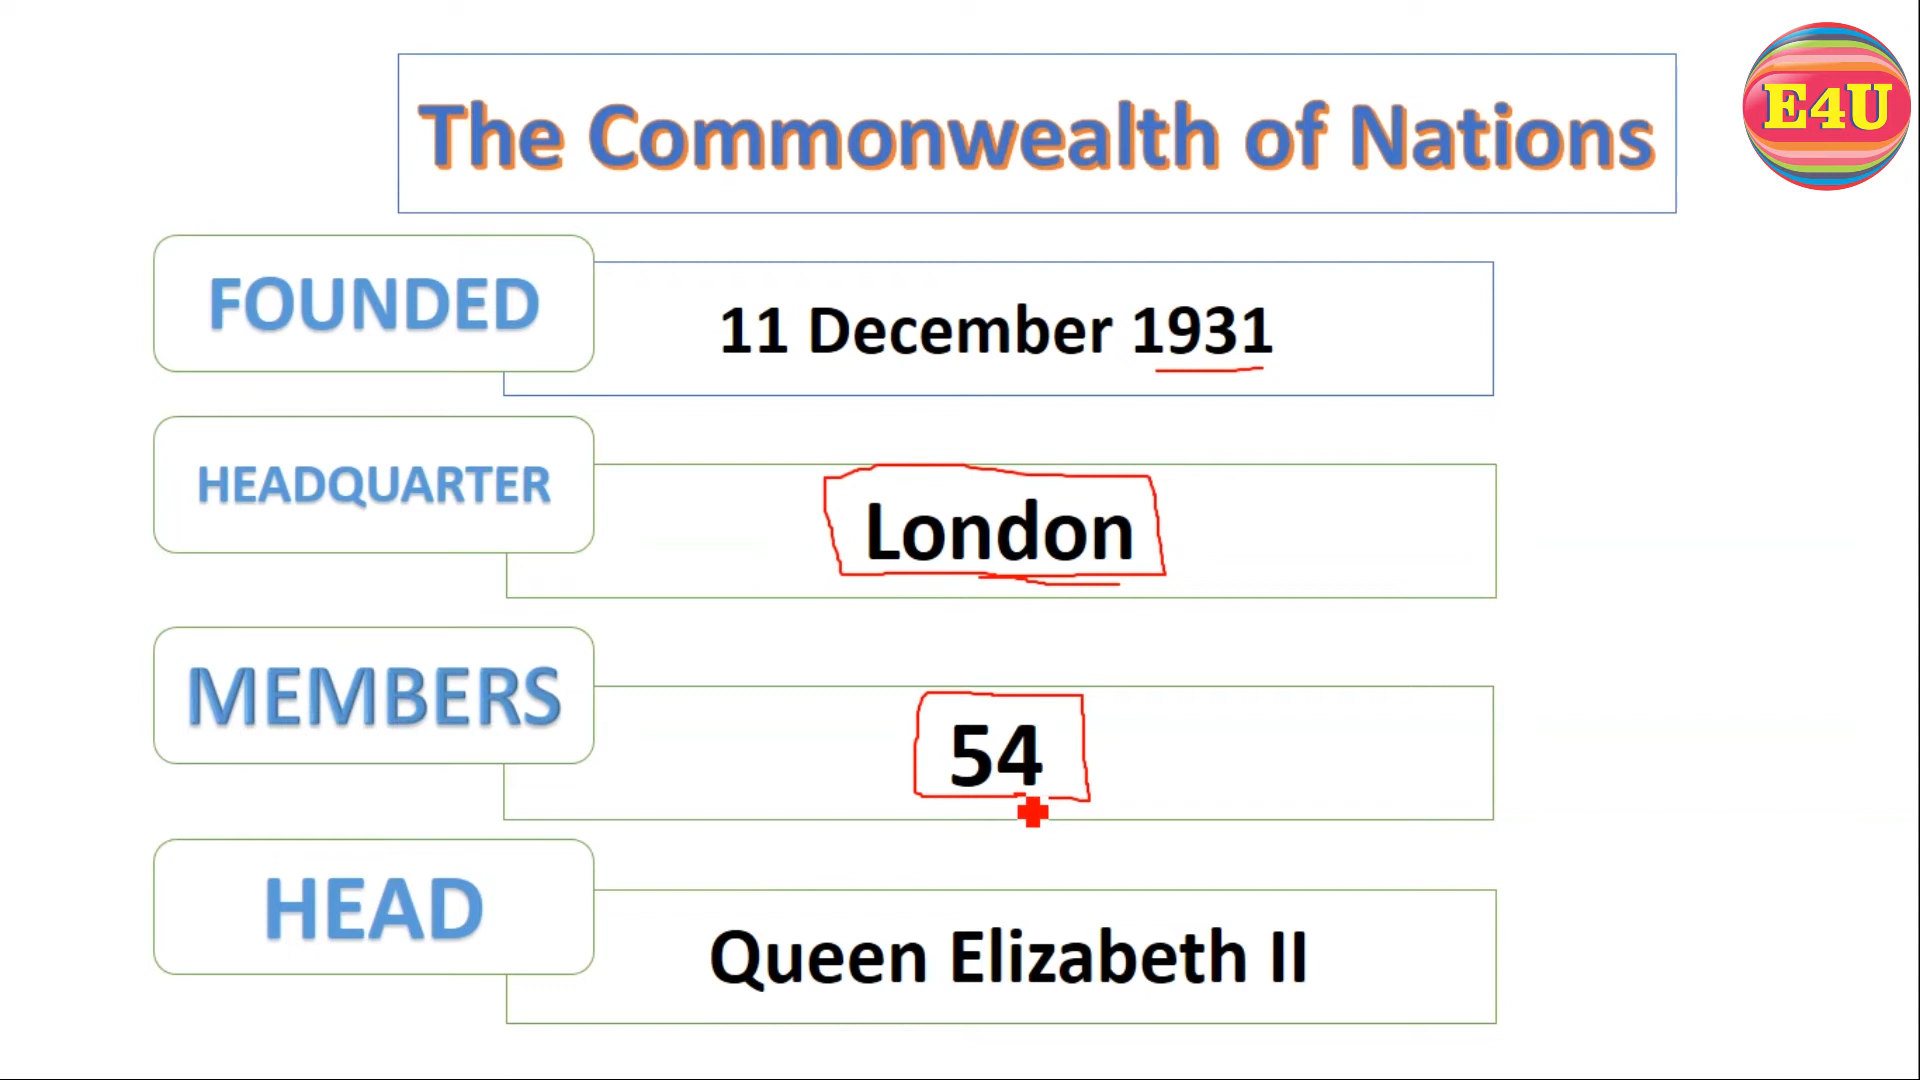 The Commonwealth of Nations
E4U
FOUNDED
11 December 1931
HEADQUARTER
London
MEMBERS
54
HEAD
Queen Elizabeth II